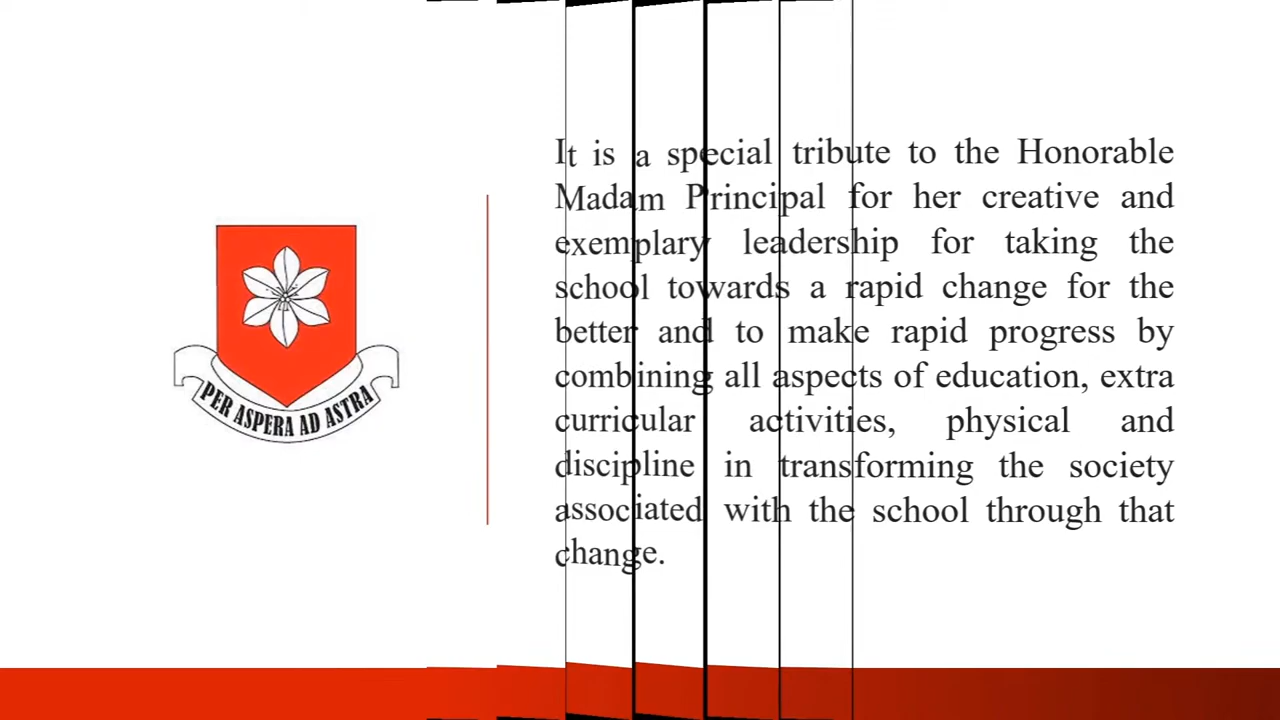 PER ASPERA AD ASTRA
It is a special tribute to the Honorable
Madam Principal for her creative and
exemplary leadership for taking the
school towards a rapid change for the
better and to make rapid progress by
combining all aspects of education, extra
curricular activities, physical and
discipline in transforming the society
associated with the school through that
change.